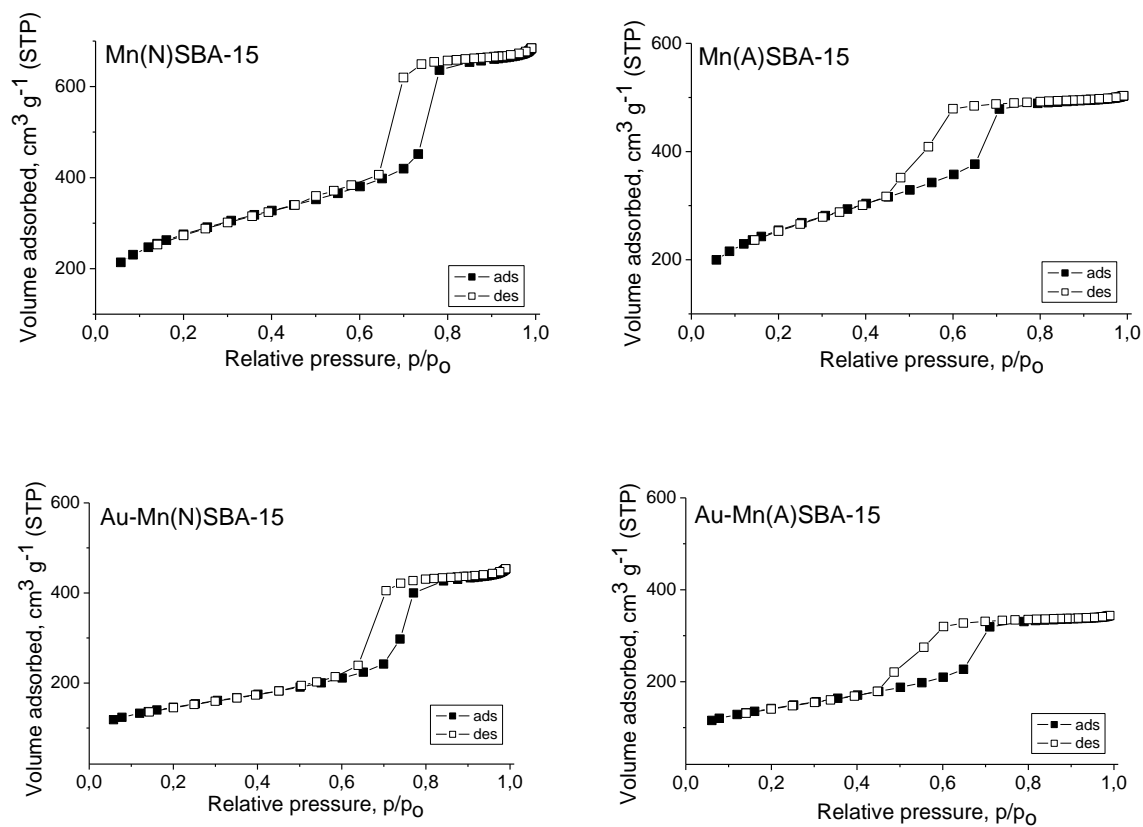 Mn(N)SBA-15
Volume adsorbed, cm3 g-1 (STP)
600
400
200
0,0 0,2 0,4 0,6 0,8 1,0
Relative pressure, p/po
ads
des
Mn(A)SBA-15
Volume adsorbed, cm3 g-1 (STP)
600
400
200
0,0 0,2 0,4 0,6 0,8 1,0
Relative pressure, p/po
ads
des
Au-Mn(N)SBA-15
Volume adsorbed, cm3 g-1 (STP)
600
400
200
0,0 0,2 0,4 0,6 0,8 1,0
Relative pressure, p/po
ads
des
Au-Mn(A)SBA-15
Volume adsorbed, cm3 g-1 (STP)
600
400
200
0,0 0,2 0,4 0,6 0,8 1,0
Relative pressure, p/po
ads
des